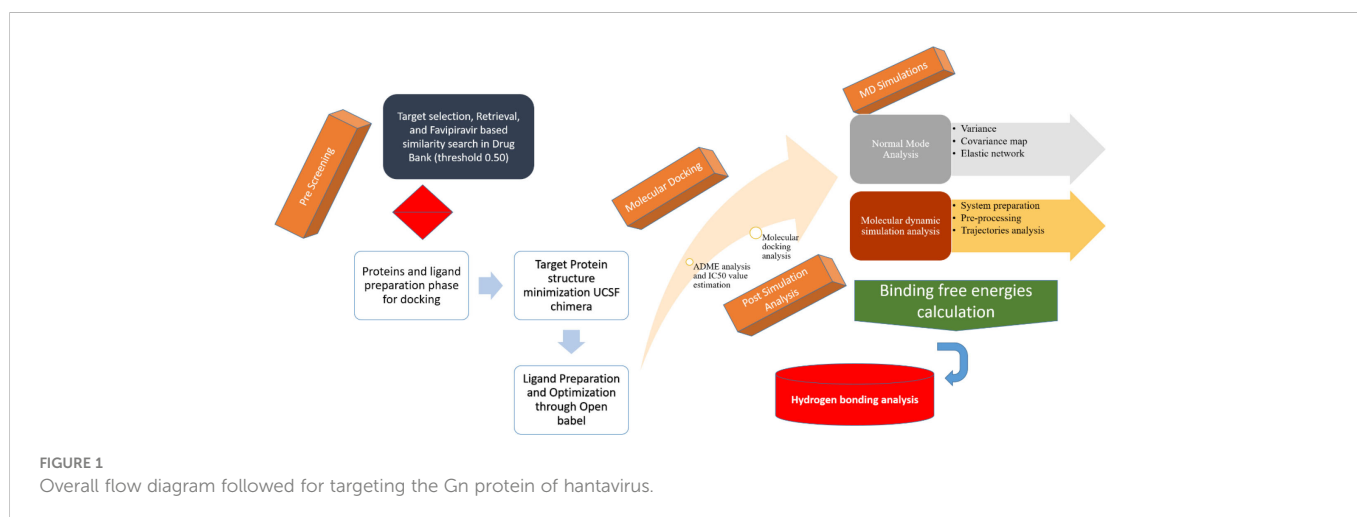 Pre Screening
Target selection, Retrieval,
and Favipiravir based
similarity search in Drug
Bank (threshold 0.50)
Proteins and ligand
preparation phase
for docking
Target Protein
structure
minimization UCSF
chimera
Ligand Preparation
and Optimization
through Open
babel
Molecular Docking
ADME analysis
and IC50 value
estimation
Molecular
docking
analysis
MD Simulations
Normal Mode
Analysis
• Variance
• Covariance map
• Elastic network
Molecular dynamic
simulation analysis
• System preparation
• Pre-processing
• Trajectories analysis
Post Simulation
Analysis
Binding free energies
calculation
Hydrogen bonding analysis
FIGURE 1
Overall flow diagram followed for targeting the Gn protein of hantavirus.